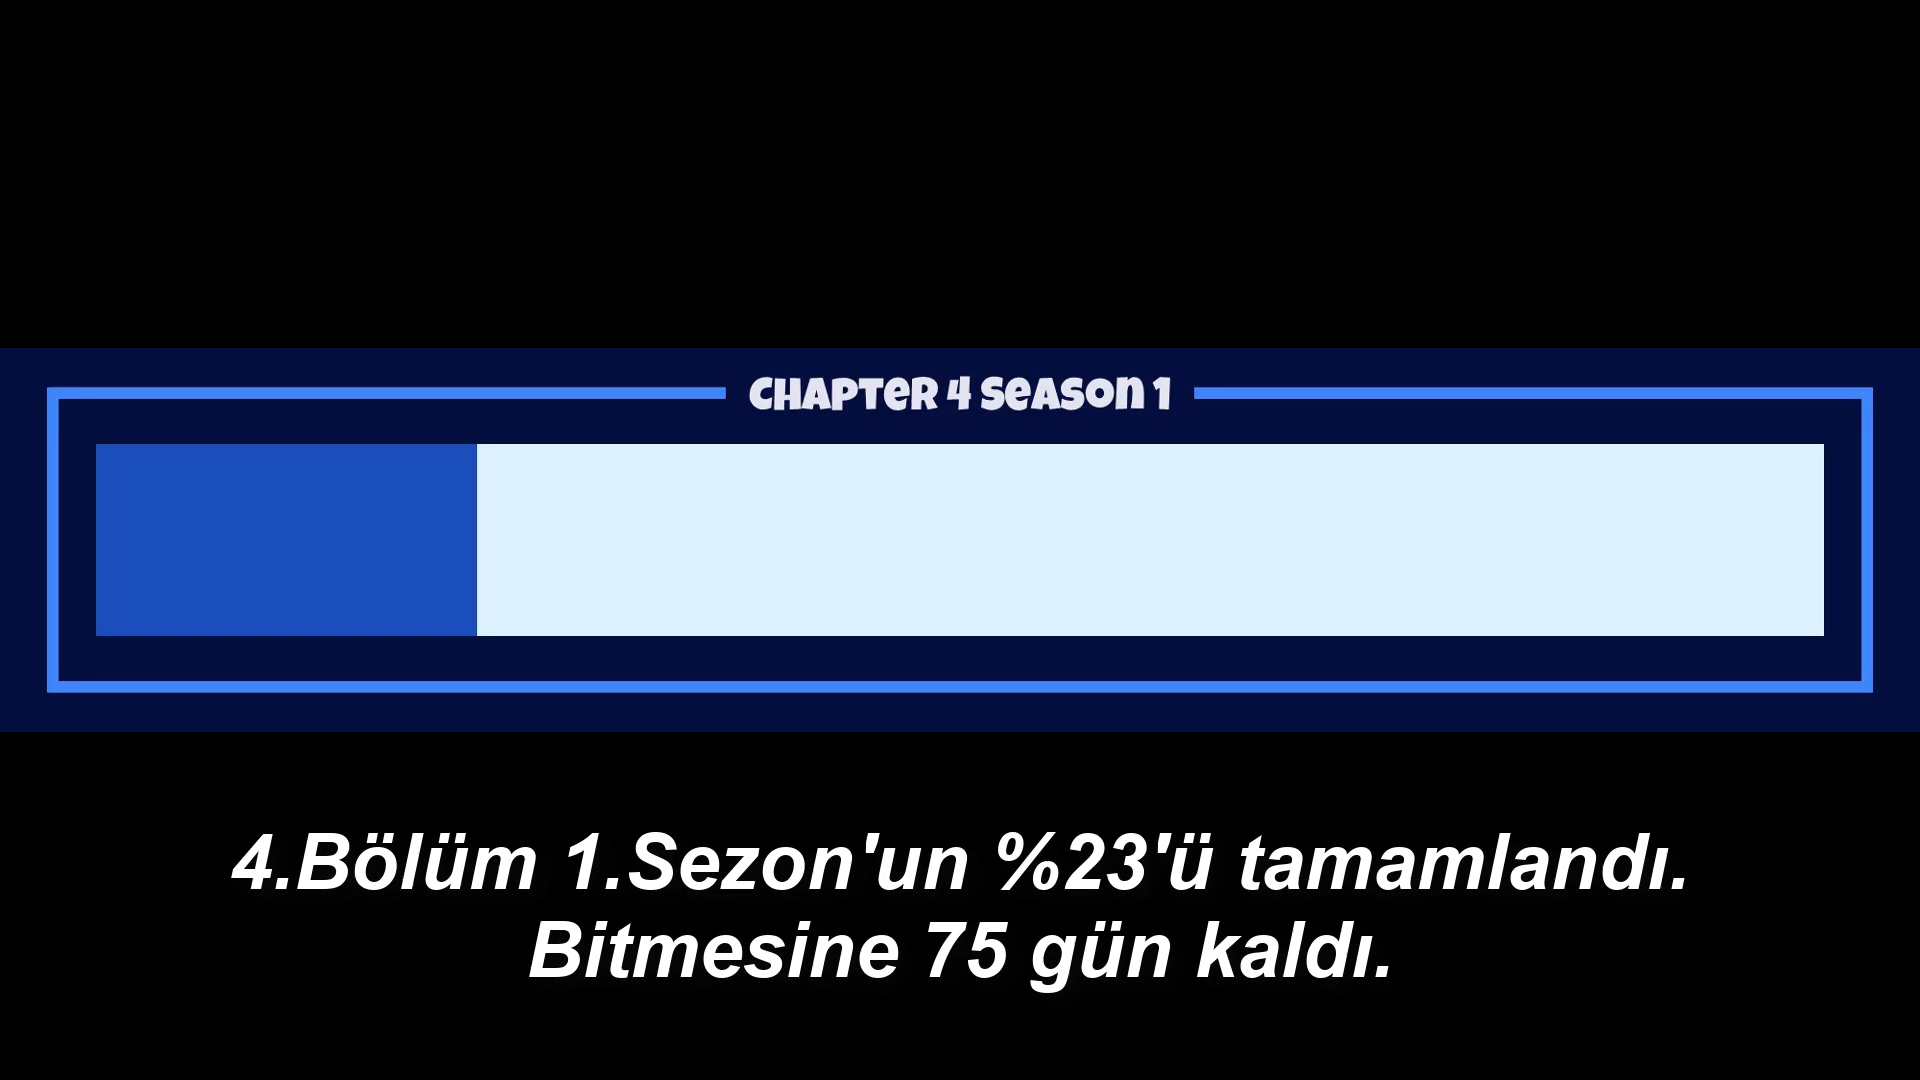 CHAPTER 4 SEASON 1
4.Bölüm 1.Sezon'un %23'ü tamamlandı.
Bitmesine 75 gün kaldı.